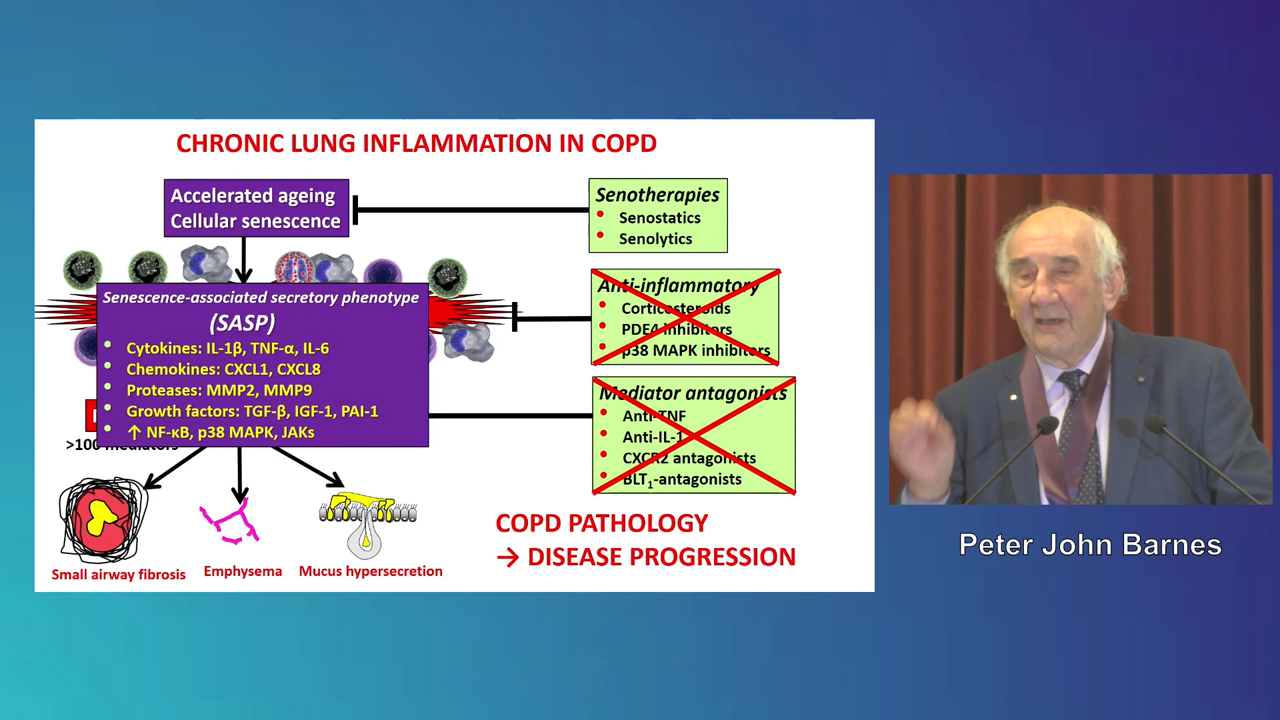 CHRONIC LUNG INFLAMMATION IN COPD
Accelerated ageing
Cellular senescence
Senescence-associated secretory phenotype
(SASP)
Cytokines: IL-1β, TNF-α, IL-6
Chemokines: CXCL1, CXCL8
Proteases: MMP2, MMP9
Growth factors: TGF-β, IGF-1, PAI-1
↑ NF-κB, p38 MAPK, JAKs
>100 mediators
Small airway fibrosis
Emphysema
Mucus hypersecretion
Senotherapies
Senostatics
Senolytics
Anti-inflammatory
Corticosteroids
PDE4 inhibitors
p38 MAPK inhibitors
Mediator antagonists
Anti-TNF
Anti-IL-1
CXCR2 antagonists
BLT1-antagonists
COPD PATHOLOGY
→ DISEASE PROGRESSION
Peter John Barnes